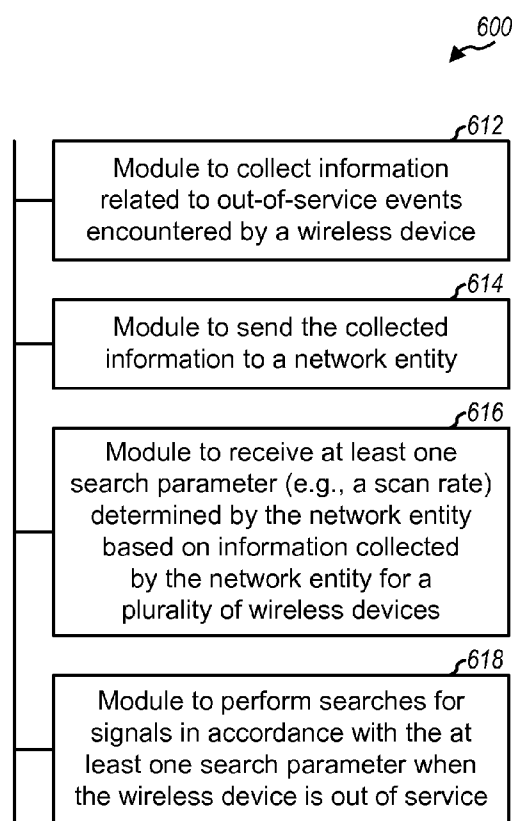 600
612
Module to collect information
related to out-of-service events
encountered by a wireless device
614
Module to send the collected
information to a network entity
616
Module to receive at least one
search parameter (e.g., a scan rate)
determined by the network entity
based on information collected
by the network entity for a
plurality of wireless devices
618
Module to perform searches for
signals in accordance with the at
least one search parameter when
the wireless device is out of service